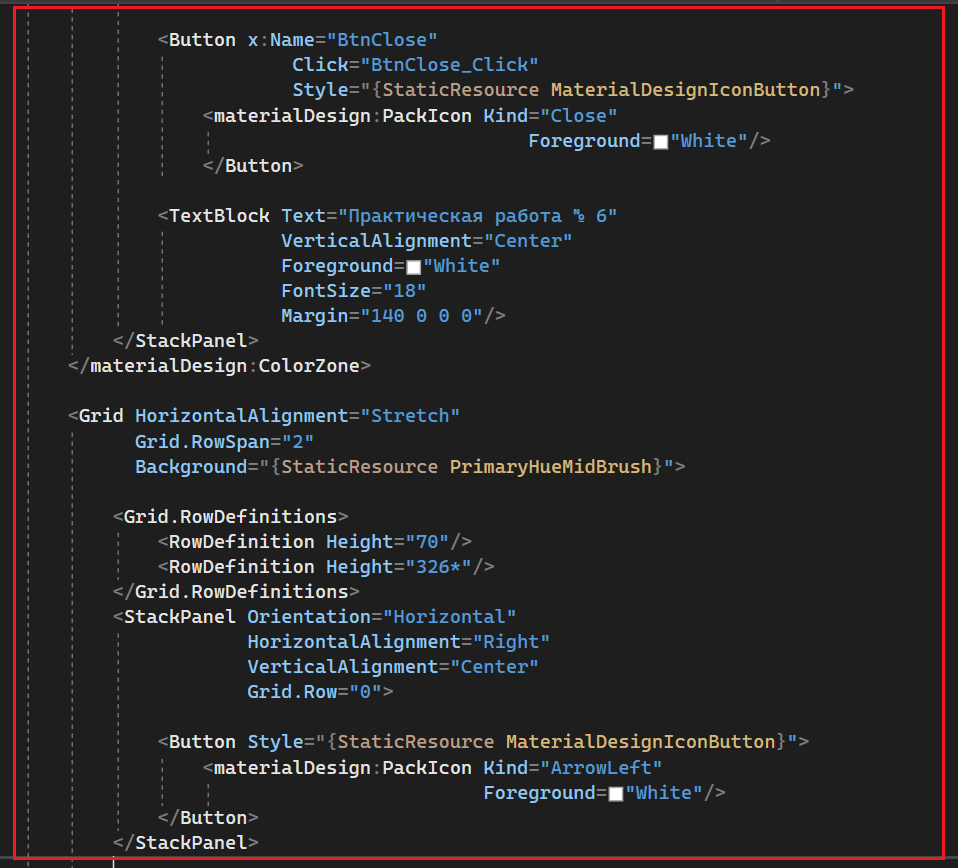 <Button x:Name="BtnClose"
Click="BtnClose_Click"
Style="{StaticResource MaterialDesignIconButton}">
<materialDesign:PackIcon Kind="Close"
Foreground="White"/>
</Button>
<TextBlock Text="Практическая работа № 6"
VerticalAlignment="Center"
Foreground="White"
FontSize="18"
Margin="140 0 0 0"/>
</StackPanel>
</materialDesign:ColorZone>
<Grid HorizontalAlignment="Stretch"
Grid.RowSpan="2"
Background="{StaticResource PrimaryHueMidBrush}">
<Grid.RowDefinitions>
<RowDefinition Height="70"/>
<RowDefinition Height="326*"/>
</Grid.RowDefinitions>
<StackPanel Orientation="Horizontal"
HorizontalAlignment="Right"
VerticalAlignment="Center"
Grid.Row="0">
<Button Style="{StaticResource MaterialDesignIconButton}">
<materialDesign:PackIcon Kind="ArrowLeft"
Foreground="White"/>
</Button>
</StackPanel>